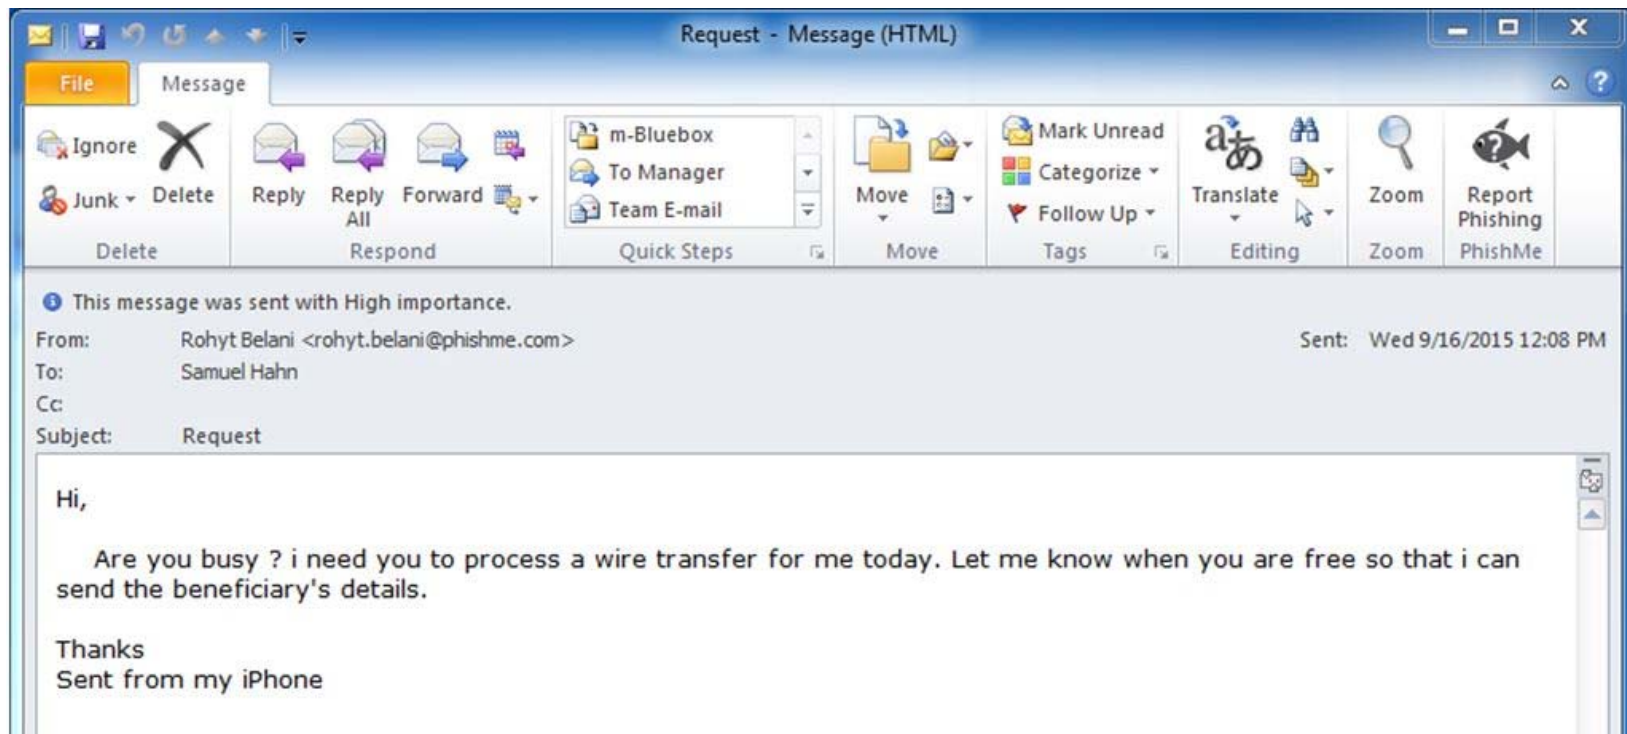 Request - Message (HTML)
File Message
Ignore
Junk
Delete
Delete
Reply
Reply All
Forward
Respond
m-Bluebox
To Manager
Team E-mail
Quick Steps
Move
Move
Mark Unread
Categorize
Follow Up
Tags
Translate
Editing
Zoom
Zoom
Report Phishing
PhishMe
This message was sent with High importance.
From: Rohyt Belani <rohyt.belani@phishme.com> Sent: Wed 9/16/2015 12:08 PM
To: Samuel Hahn
Cc:
Subject: Request
Hi,
Are you busy ? i need you to process a wire transfer for me today. Let me know when you are free so that i can
send the beneficiary's details.
Thanks
Sent from my iPhone